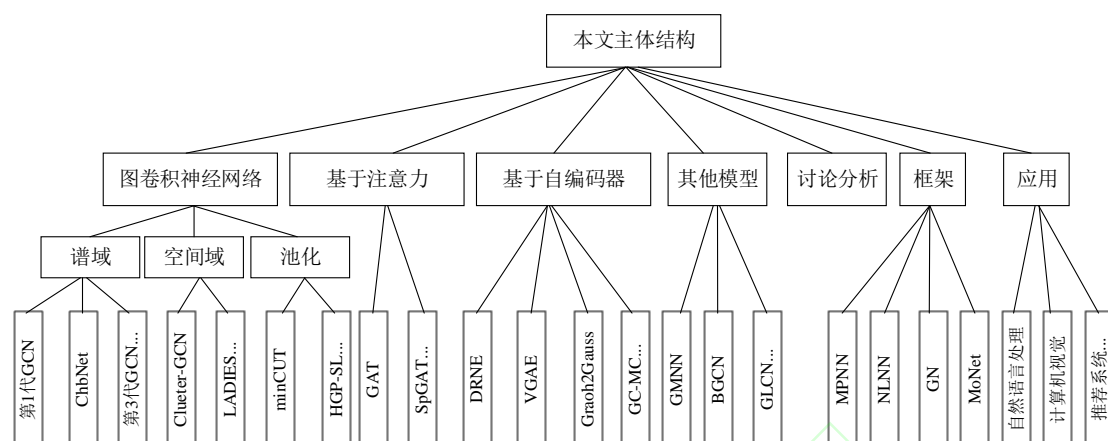 本文主体结构
图卷积神经网络
基于注意力
基于自编码器
其他模型
讨论分析
框架
应用
谱域
空间域
池化
第1代GCN
ChbNet
第3代GCN...
Clueter-GCN
LADIES...
minCUT
HGP-SL...
GAT
SpGAT...
DRNE
VGAE
Graoh2Gauss
GC-MC...
GMNN
BGCN
GLCN...
MPNN
NLNN
GN
MoNet
自然语言处理
计算机视觉
推荐系统...